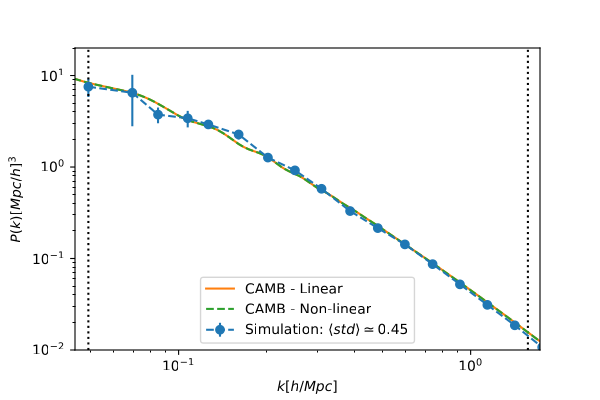 10¹
10⁰
10⁻¹
10⁻²
P(k)[Mpc/h]³
CAMB - Linear
CAMB - Non-linear
Simulation: ⟨std⟩ ≃ 0.45
10⁻¹
10⁰
k[h/Mpc]